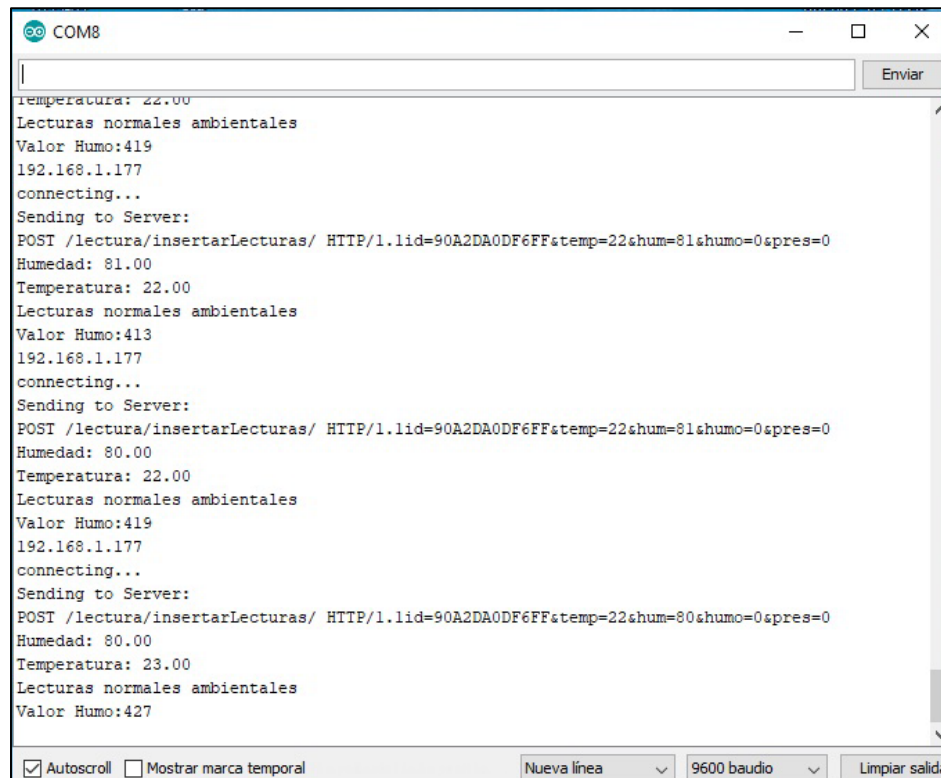 COM8
Enviar
Temperatura: 22.00
Lecturas normales ambientales
Valor Humo:419
192.168.1.177
connecting...
Sending to Server:
POST /lectura/insertarLecturas/ HTTP/1.1id=90A2DA0DF6FF&temp=22&hum=81&humo=0&pres=0
Humedad: 81.00
Temperatura: 22.00
Lecturas normales ambientales
Valor Humo:413
192.168.1.177
connecting...
Sending to Server:
POST /lectura/insertarLecturas/ HTTP/1.1id=90A2DA0DF6FF&temp=22&hum=81&humo=0&pres=0
Humedad: 80.00
Temperatura: 22.00
Lecturas normales ambientales
Valor Humo:419
192.168.1.177
connecting...
Sending to Server:
POST /lectura/insertarLecturas/ HTTP/1.1id=90A2DA0DF6FF&temp=22&hum=80&humo=0&pres=0
Humedad: 80.00
Temperatura: 23.00
Lecturas normales ambientales
Valor Humo:427
Autoscroll Mostrar marca temporal Nueva línea 9600 baudio Limpiar salida